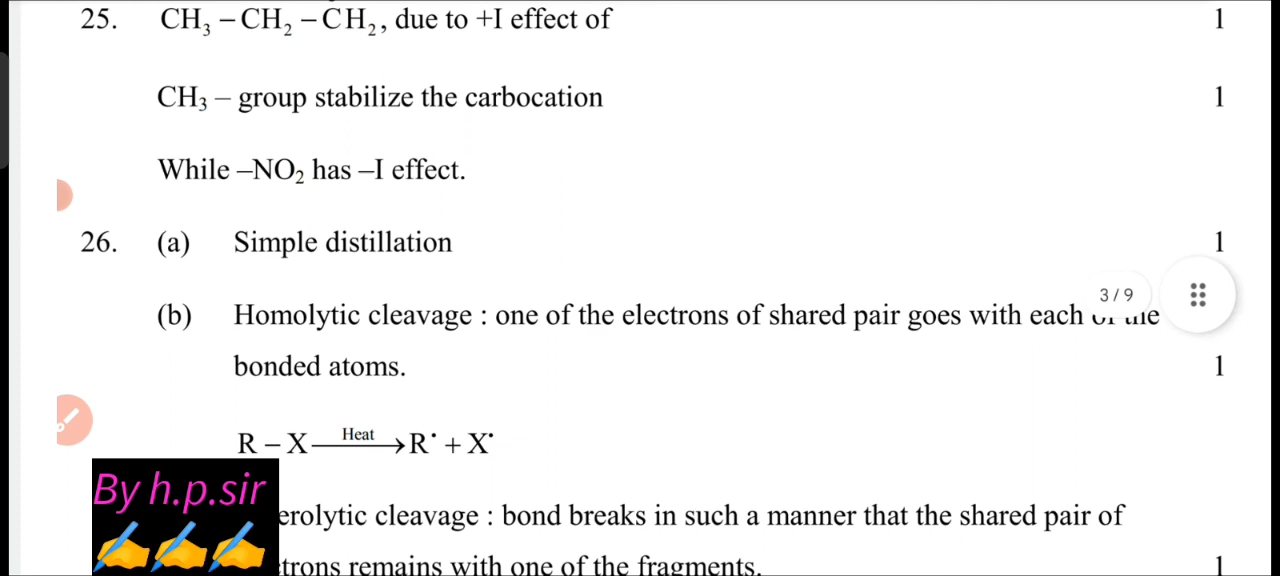 25. CH₃ – CH₂ – CH₂, due to +I effect of 1
CH₃ – group stabilize the carbocation 1
While –NO₂ has –I effect.
26. (a) Simple distillation 1
3 / 9
(b) Homolytic cleavage : one of the electrons of shared pair goes with each of the
bonded atoms. 1
R – X Heat → R• + X•
By h.p.sir
erolytic cleavage : bond breaks in such a manner that the shared pair of
trons remains with one of the fragments. 1